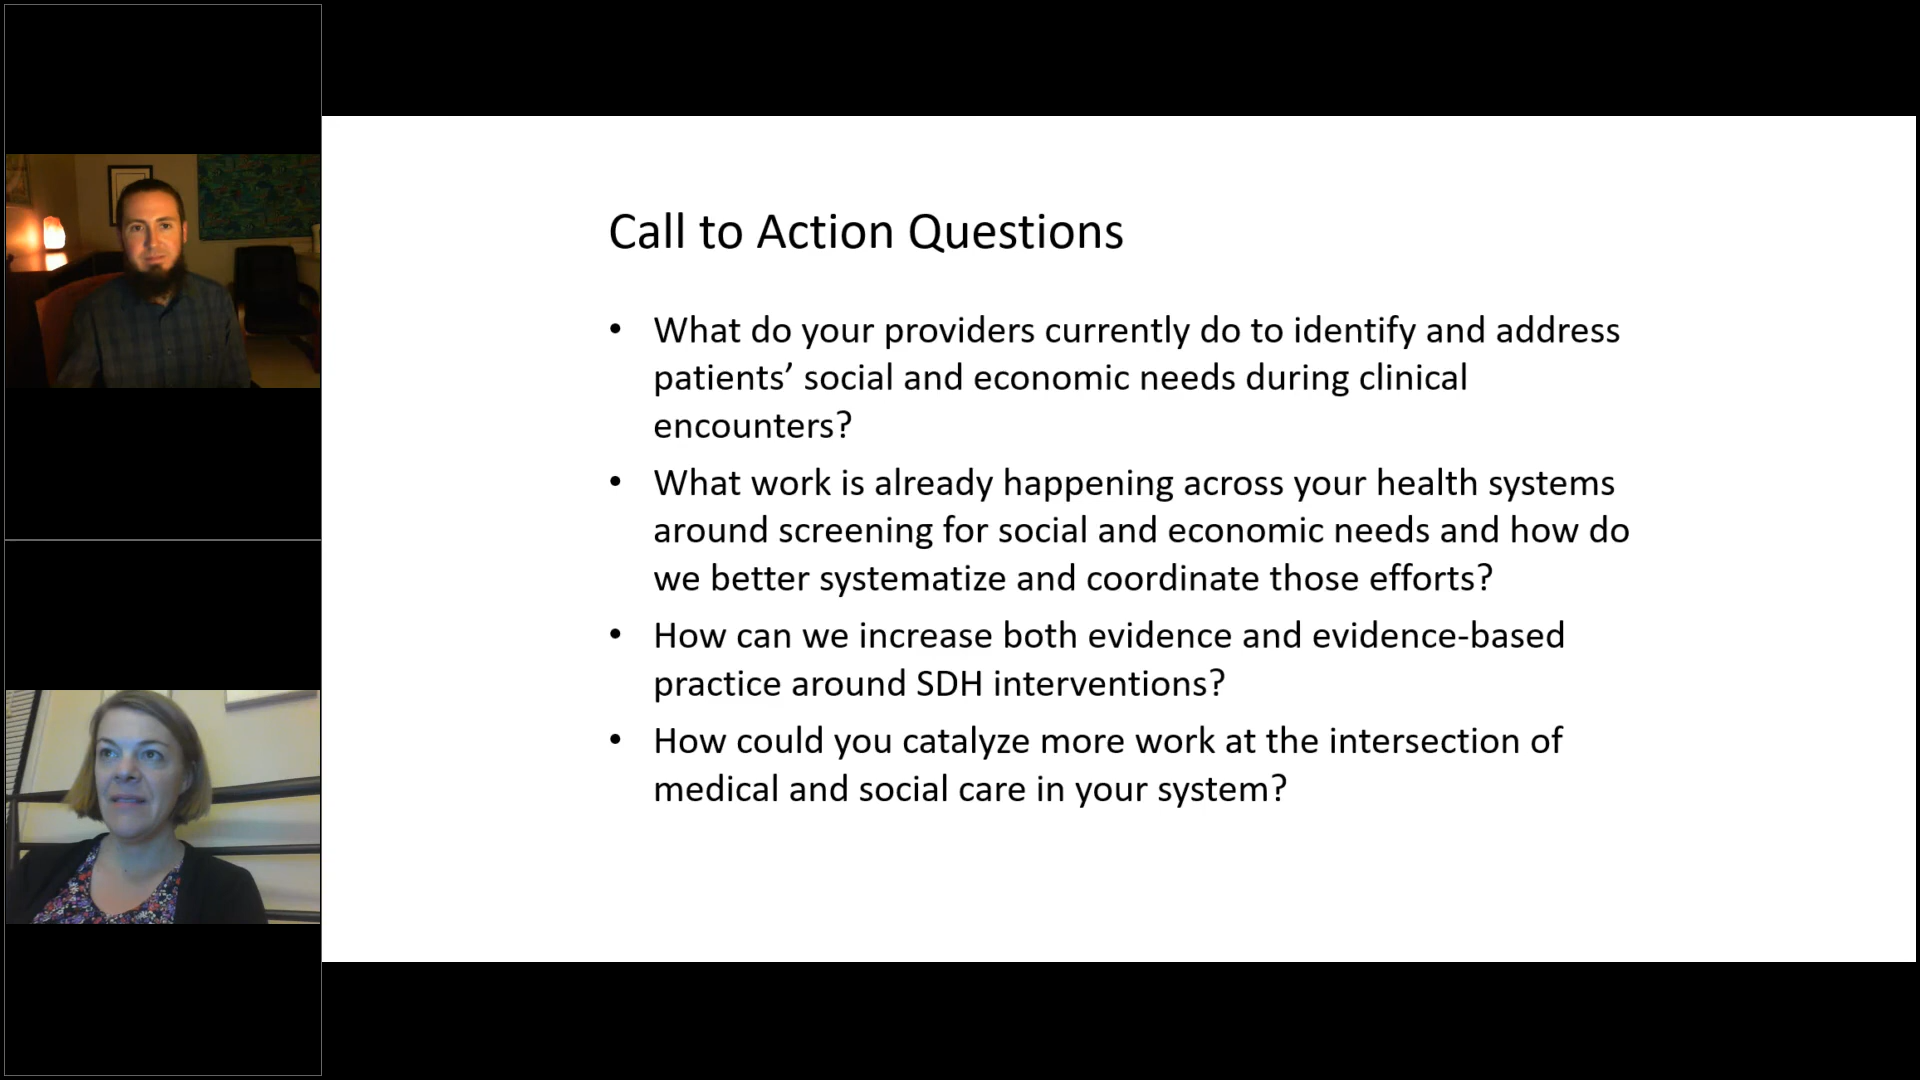 Call to Action Questions
• What do your providers currently do to identify and address
patients’ social and economic needs during clinical
encounters?
• What work is already happening across your health systems
around screening for social and economic needs and how do
we better systematize and coordinate those efforts?
• How can we increase both evidence and evidence-based
practice around SDH interventions?
• How could you catalyze more work at the intersection of
medical and social care in your system?